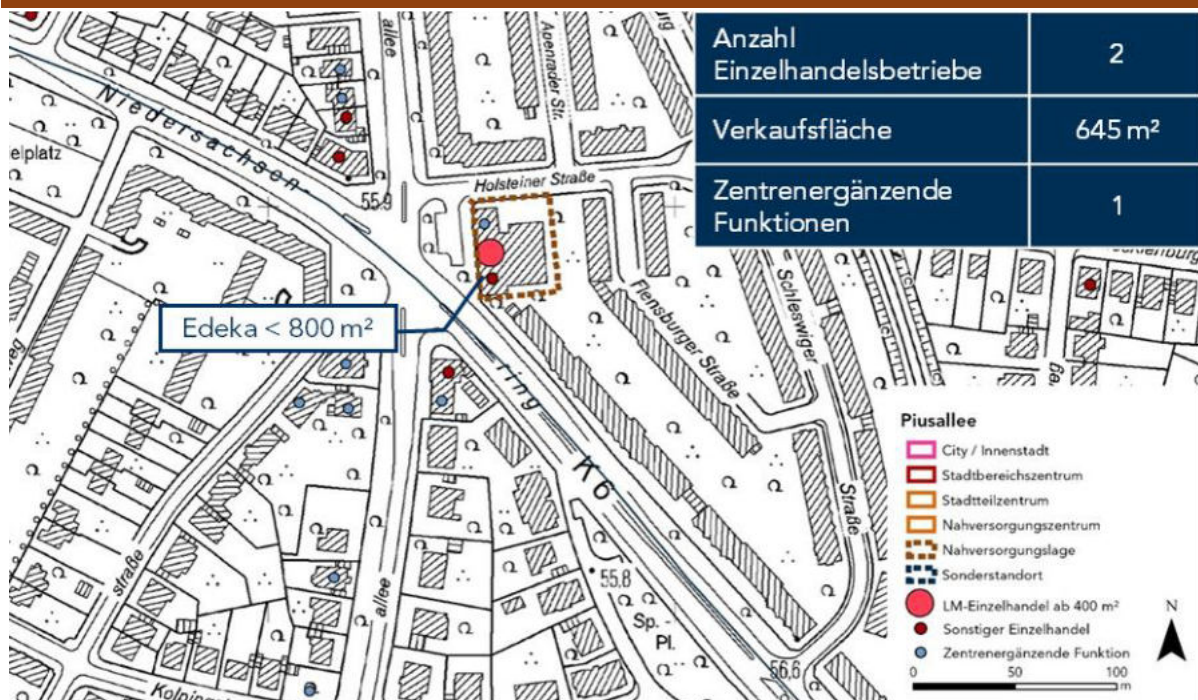 Anzahl
Einzelhandelsbetriebe
2
Verkaufsfläche
645 m²
Zentrenergänzende
Funktionen
1
allee
Apenrader Str.
Niedersachsen-
elplatz
55.9
Holsteiner Straße
Edeka < 800 m²
ring
Flensburger Straße
Schleswiger
Straße
K6
55.8
Sp.-
Pl.
56.6
straße
allee
Piusallee
City / Innenstadt
Stadtbereichszentrum
Stadtteilzentrum
Nahversorgungszentrum
Nahversorgungslage
Sonderstandort
LM-Einzelhandel ab 400 m²
Sonstiger Einzelhandel
Zentrenergänzende Funktion
N
0 50 100
m